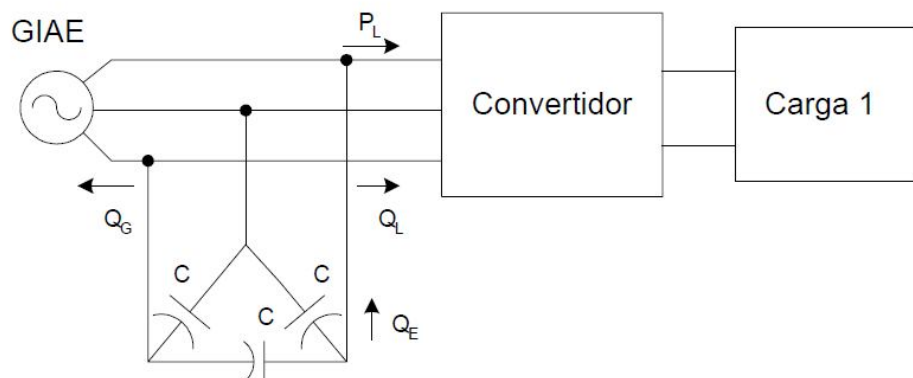 GIAE
P_L
Convertidor
Carga 1
Q_G
Q_L
C
C
C
Q_E